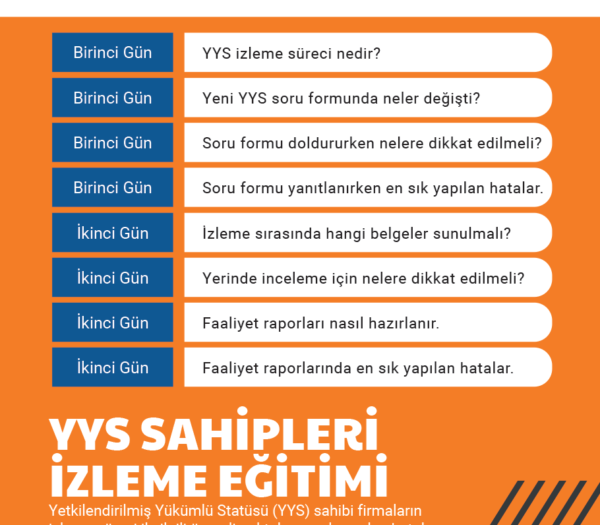 Birinci Gün YYS izleme süreci nedir?
Birinci Gün Yeni YYS soru formunda neler değişti?
Birinci Gün Soru formu doldururken nelere dikkat edilmeli?
Birinci Gün Soru formu yanıtlanırken en sık yapılan hatalar.
İkinci Gün İzleme sırasında hangi belgeler sunulmalı?
İkinci Gün Yerinde inceleme için nelere dikkat edilmeli?
İkinci Gün Faaliyet raporları nasıl hazırlanır.
İkinci Gün Faaliyet raporlarında en sık yapılan hatalar.
YYS SAHİPLERİ
İZLEME EĞİTİMİ
Yetkilendirilmiş Yükümlü Statüsü (YYS) sahibi firmaların